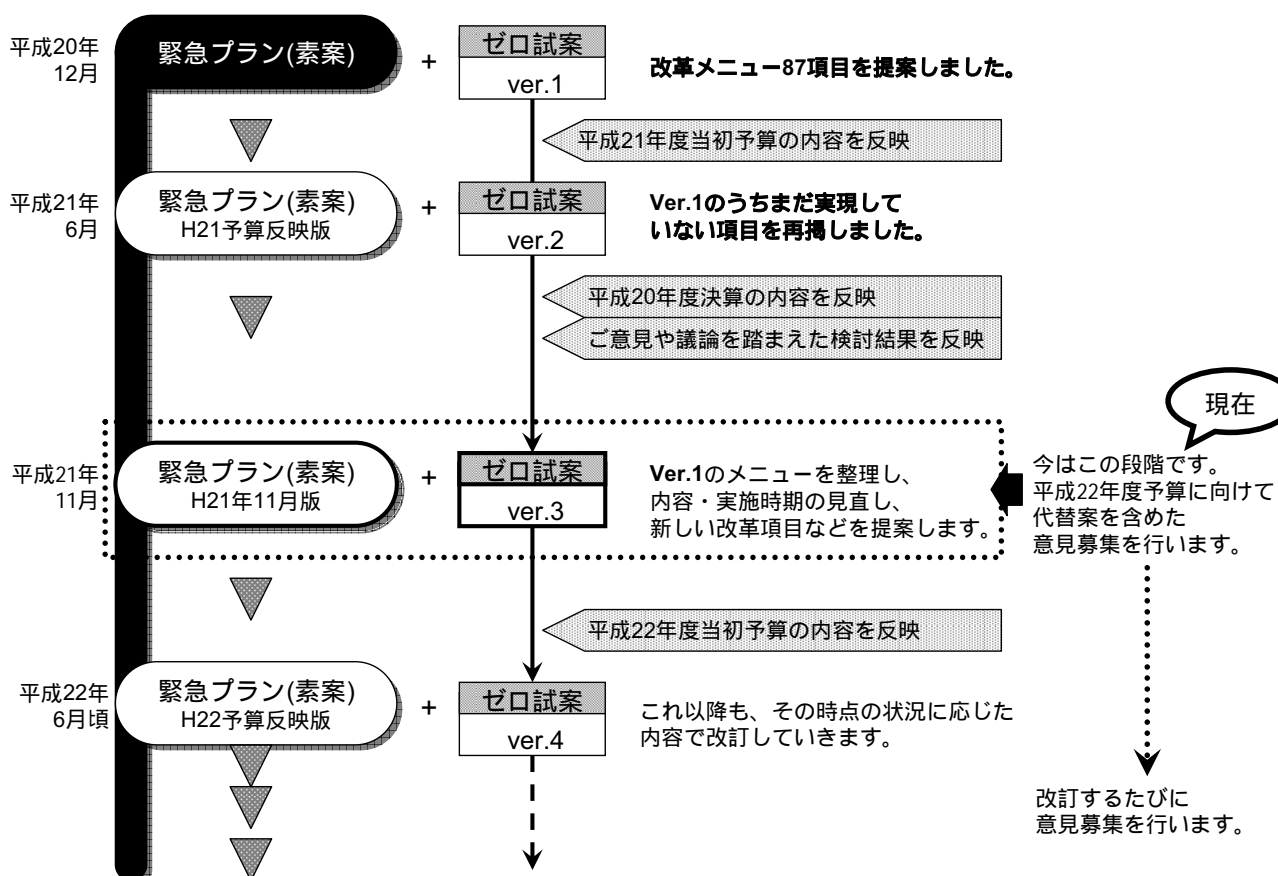 平成20年
12月
緊急プラン(素案)
+
ゼロ試案
ver.1
改革メニュー87項目を提案しました。
平成21年度当初予算の内容を反映
平成21年
6月
緊急プラン(素案)
H21予算反映版
+
ゼロ試案
ver.2
Ver.1のうちまだ実現して
いない項目を再掲しました。
平成20年度決算の内容を反映
ご意見や議論を踏まえた検討結果を反映
現在
平成21年
11月
緊急プラン(素案)
H21年11月版
+
ゼロ試案
ver.3
Ver.1のメニューを整理し、
内容・実施時期の見直し、
新しい改革項目などを提案します。
今はこの段階です。
平成22年度予算に向けて
代替案を含めた
意見募集を行います。
平成22年度当初予算の内容を反映
平成22年
6月頃
緊急プラン(素案)
H22予算反映版
+
ゼロ試案
ver.4
これ以降も、その時点の状況に応じた
内容で改訂していきます。
改訂するたびに
意見募集を行います。